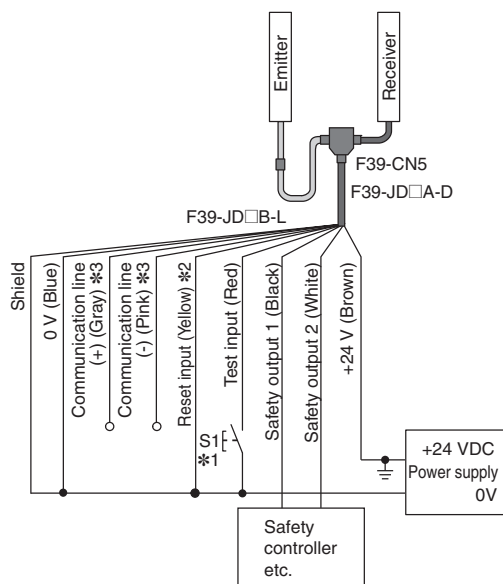 Emitter
Receiver
F39-CN5
F39-JD□A-D
F39-JD□B-L
Shield
0 V (Blue)
Communication line
(+) (Gray) ✱3
Communication line
(-) (Pink) ✱3
Reset input (Yellow) ✱2
Test input (Red)
Safety output 1 (Black)
Safety output 2 (White)
+24 V (Brown)
S1
✱1
+24 VDC
Power supply
0V
Safety
controller
etc.